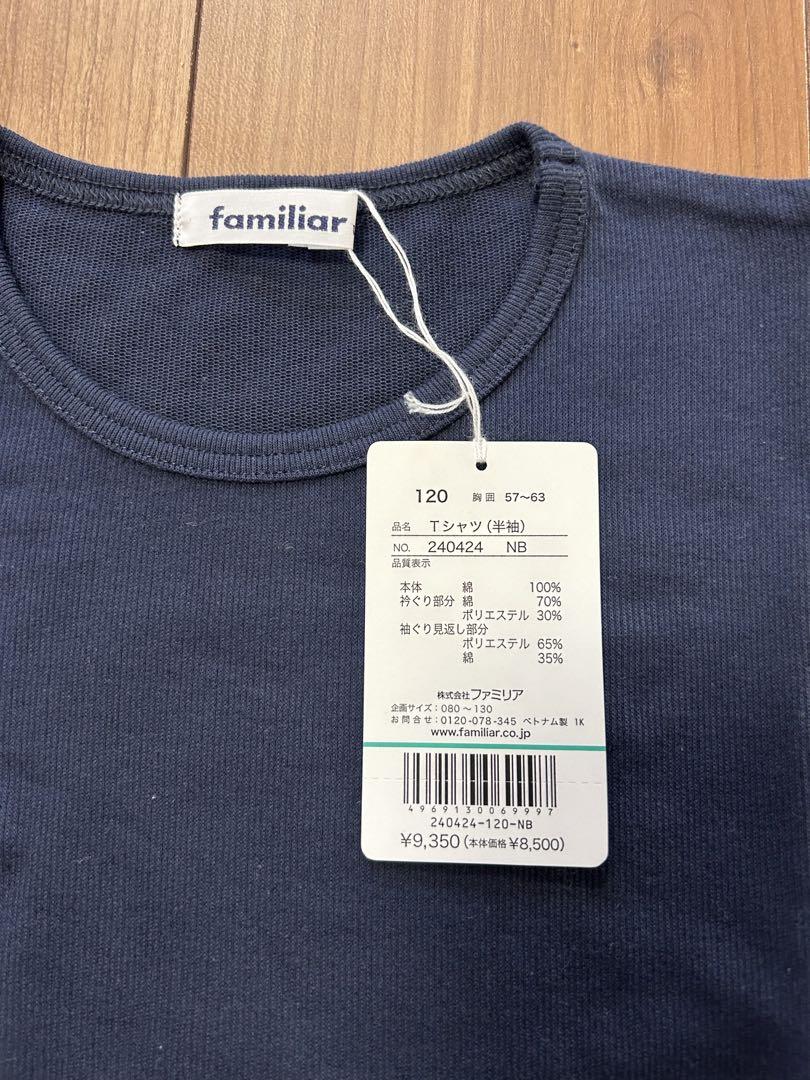 familiar
120 胸囲 57〜63
品名 Tシャツ(半袖)
NO. 240424 NB
品質表示
本体 綿 100%
衿ぐり部分 綿 70%
ポリエステル 30%
袖ぐり見返し部分
ポリエステル 65%
綿 35%
株式会社ファミリア
企画サイズ:080〜130
お問合せ:0120-078-345 ベトナム製 1K
www.familiar.co.jp
4969130069997
240424-120-NB
¥9,350(本体価格¥8,500)